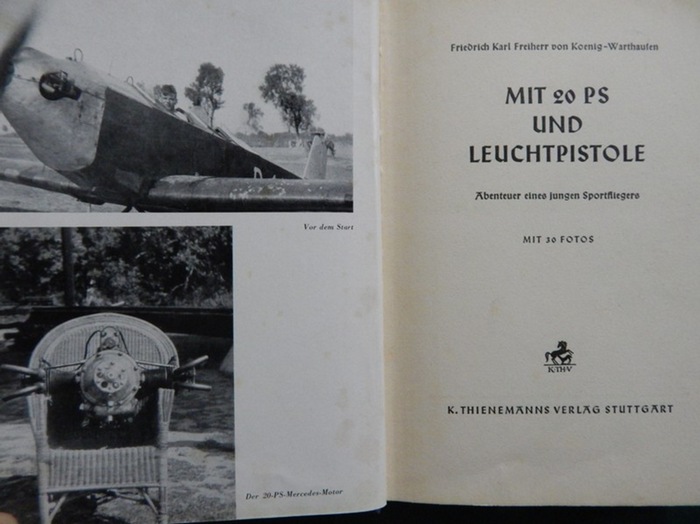 Vor dem Start
Der 20-PS-Mercedes-Motor
Friedrich Karl Freiherr von Koenig-Warthausen
MIT 20 PS
UND
LEUCHTPISTOLE
Abenteuer eines jungen Sportfliegers
MIT 30 FOTOS
K.TH.V
K. THIENEMANNS VERLAG STUTTGART